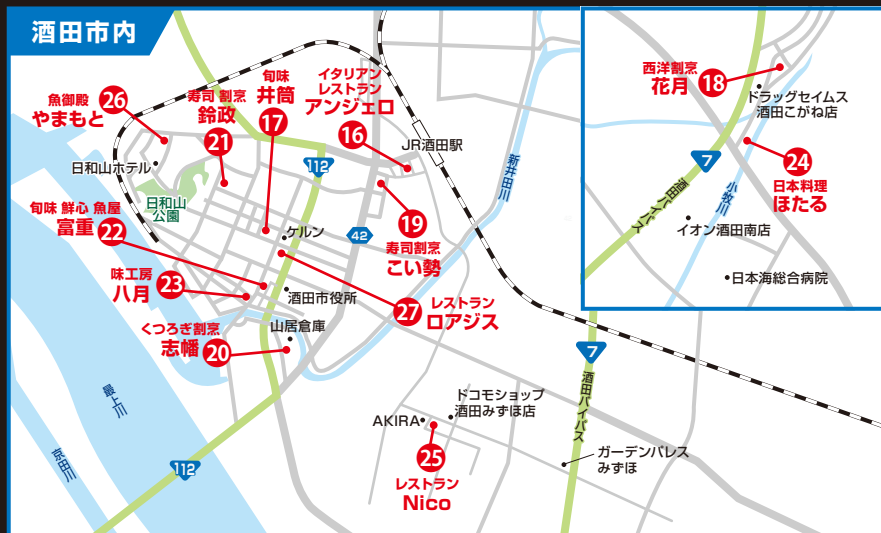 酒田市内
魚御殿
やまもと
26
寿司 割烹
鈴政
21
旬味
井筒
17
イタリアン
レストラン
アンジェロ
16
JR酒田駅
112
新井田川
日和山ホテル
日和山
公園
旬味 鮮心 魚屋
富重
22
ケルン
42
19
寿司割烹
こい勢
味工房
八月
23
酒田市役所
27
レストラン
ロアジス
くつろぎ割烹
志幡
20
山居倉庫
最上川
京田川
112
AKIRA
ドコモショップ
酒田みずほ店
25
レストラン
Nico
7
酒田バイパス
ガーデンパレス
みずほ
西洋割烹
花月
18
ドラッグセイムス
酒田こがね店
7
酒田バイパス
小牧川
24
日本料理
ほたる
イオン酒田南店
日本海総合病院